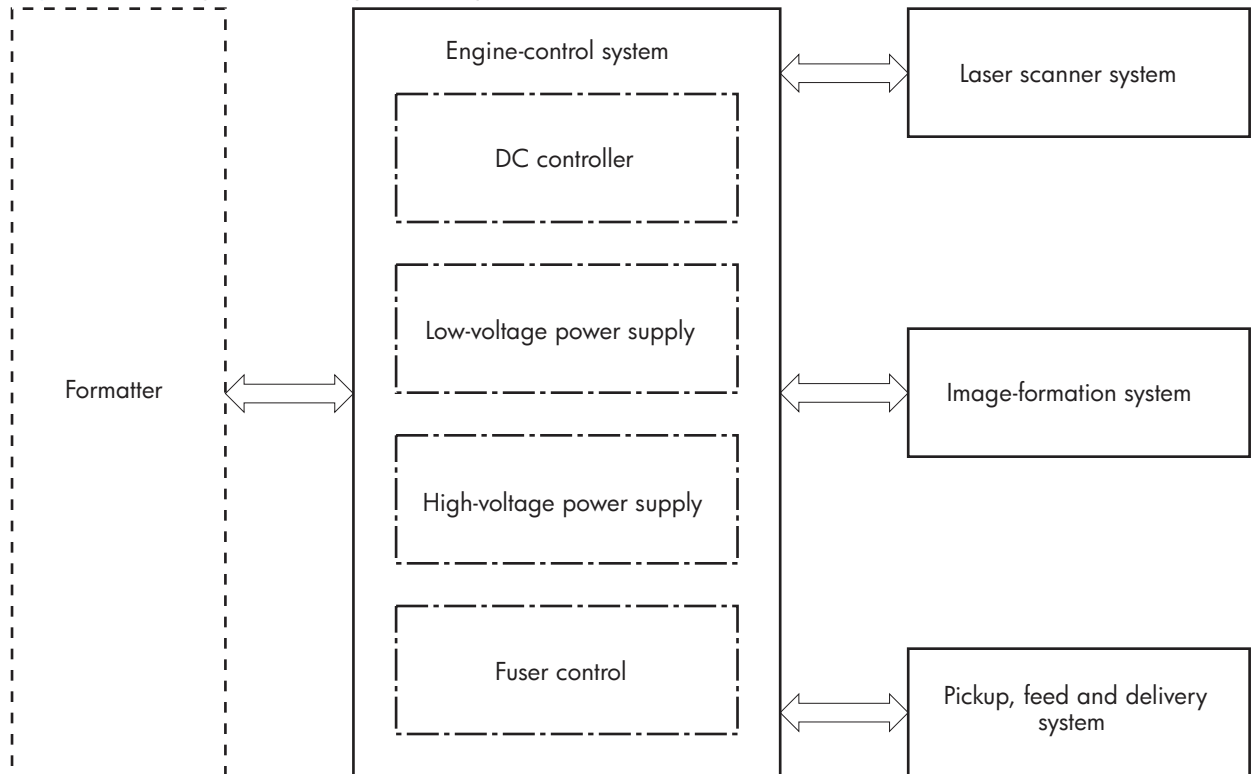 Formatter
Engine-control system
DC controller
Low-voltage power supply
High-voltage power supply
Fuser control
Laser scanner system
Image-formation system
Pickup, feed and delivery
system